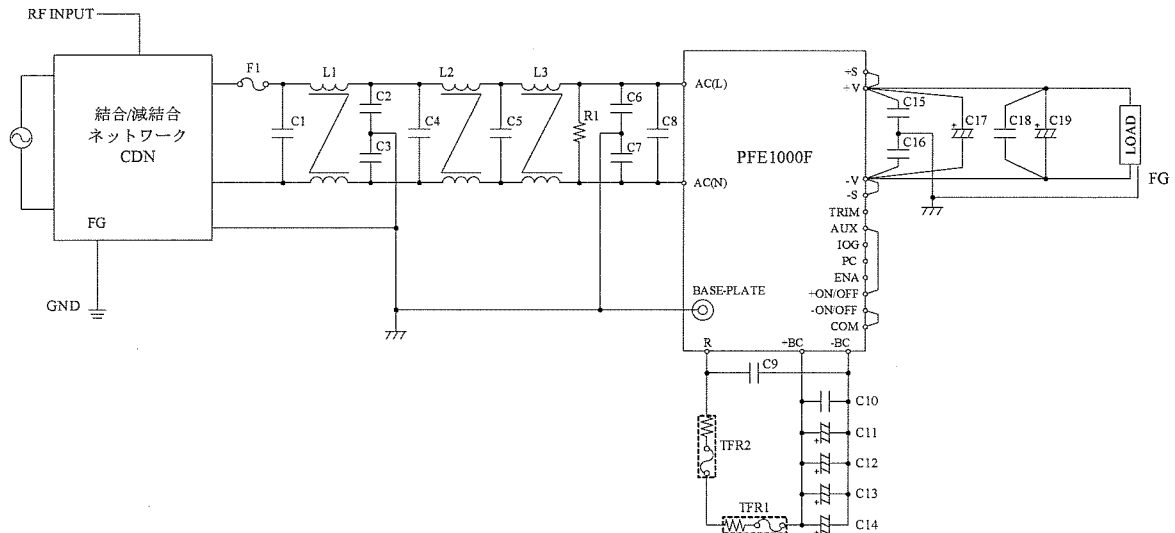 RF INPUT
結合/減結合
ネットワーク
CDN
FG
GND
F1
L1
L2
L3
C1
C2
C3
C4
C5
R1
C6
C7
C8
AC(L)
AC(N)
PFE1000F
BASE-PLATE
R
+BC
-BC
+S
+V
-V
-S
TRIM
AUX
IOG
PC
ENA
+ON/OFF
-ON/OFF
COM
C15
C16
+
C17
C18
+
C19
LOAD
FG
C9
C10
C11
+
C12
+
C13
+
C14
+
TFR2
TFR1